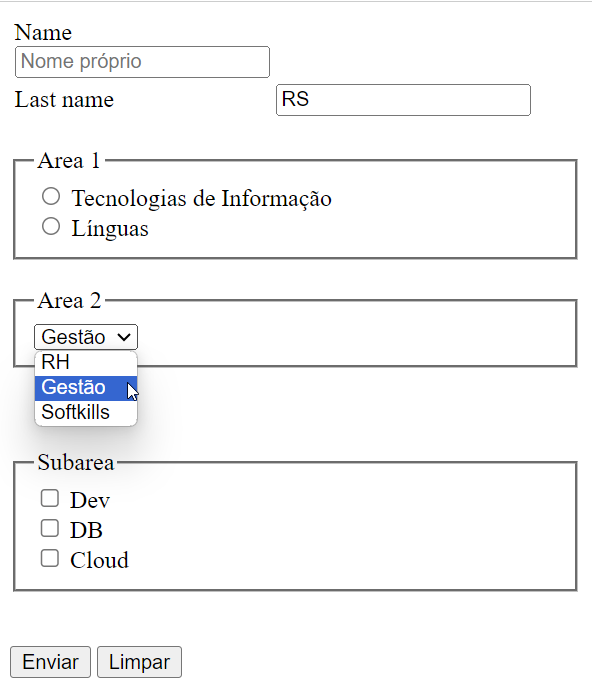 Name
Nome próprio
Last name RS
Area 1
Tecnologias de Informação
Línguas
Area 2
Gestão
RH
Gestão
Softkills
Subarea
Dev
DB
Cloud
Enviar Limpar